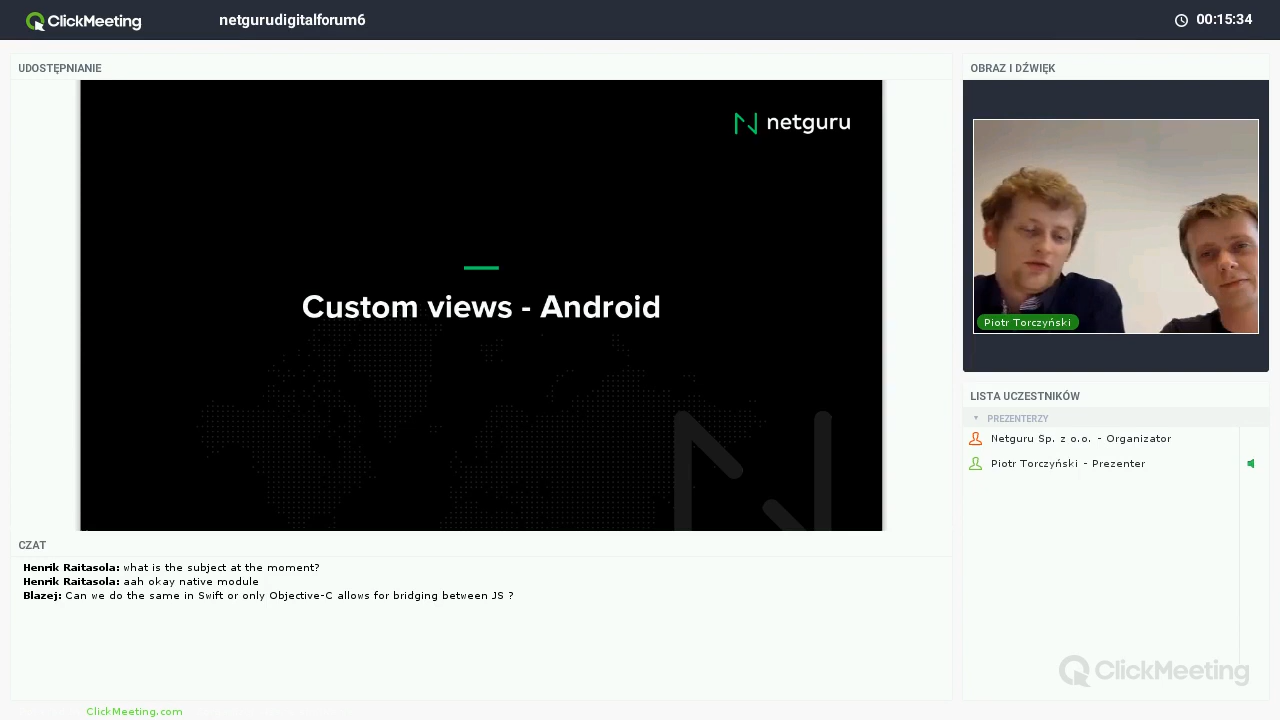 ClickMeeting
netgurudigitalforum6
00:15:34
UDOSTĘPNIANIE
netguru
Custom views - Android
CZAT
Henrik Raitasola: what is the subject at the moment?
Henrik Raitasola: aah okay native module
Blazej: Can we do the same in Swift or only Objective-C allows for bridging between JS ?
OBRAZ I DŹWIĘK
Piotr Torczyński
LISTA UCZESTNIKÓW
PREZENTERZY
Netguru Sp. z o.o. - Organizator
Piotr Torczyński - Prezenter
ClickMeeting
ClickMeeting.com